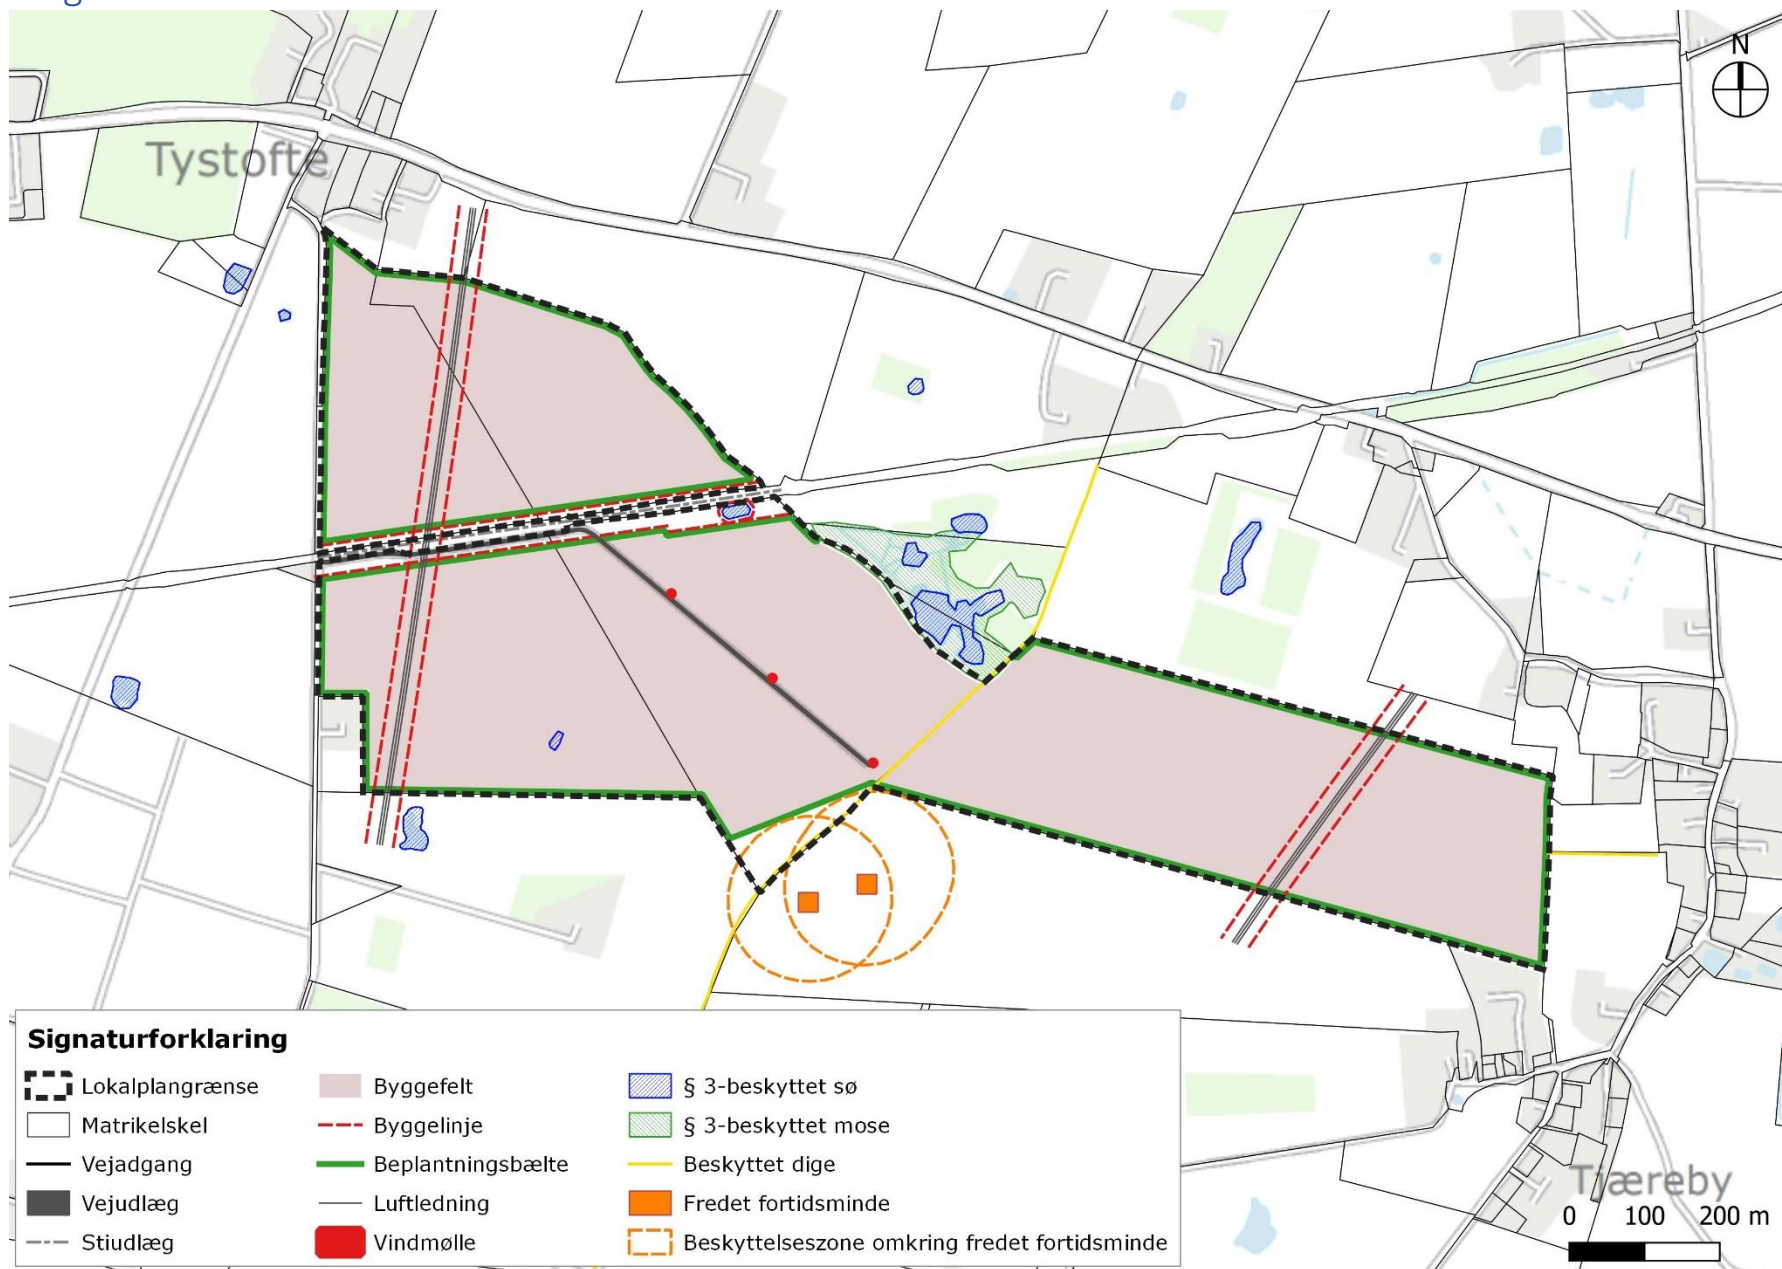 N
Tystofte
Signaturforklaring
Lokalplangrænse
Matrikelskel
Vejadgang
Vejudlæg
Stiudlæg
Byggefelt
Byggelinje
Beplantningsbælte
Luftledning
Vindmølle
§ 3-beskyttet sø
§ 3-beskyttet mose
Beskyttet dige
Fredet fortidsminde
Beskyttelseszone omkring fredet fortidsminde
Tjæreby
0 100 200 m